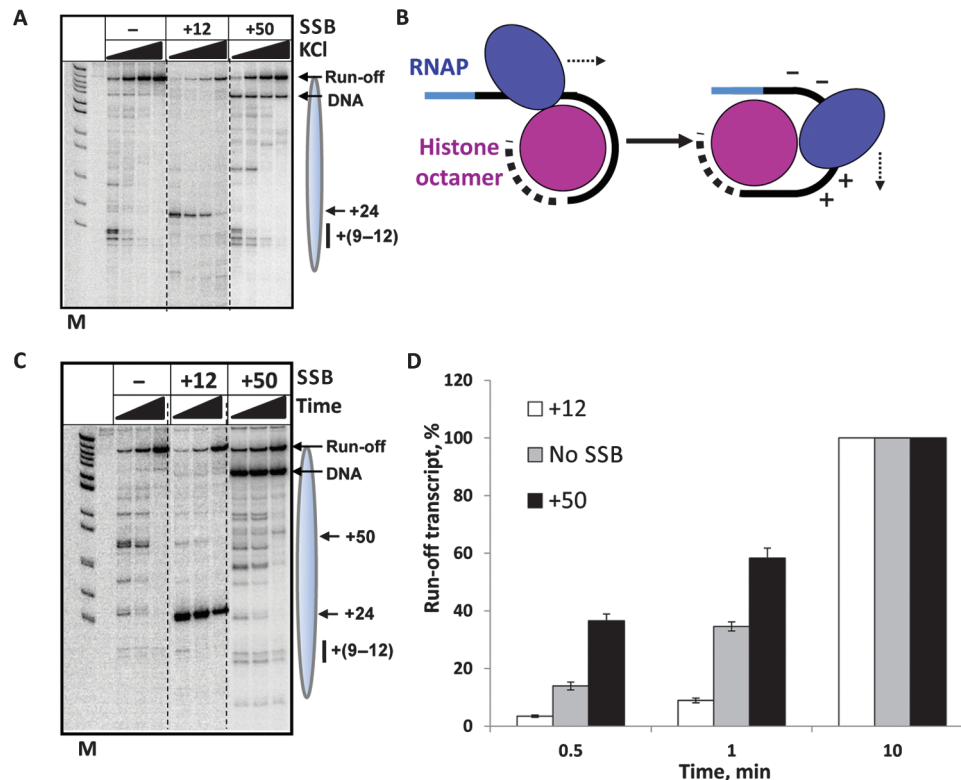 A
– +12 +50 SSB
KCl
Run-off
DNA
+24
+(9–12)
M
B
RNAP
Histone
octamer
– –
+
+
C
– +12 +50 SSB
Time
Run-off
DNA
+50
+24
+(9–12)
M
D
Run-off transcript, %
120
100
80
60
40
20
0
+12
No SSB
+50
0.5 1 10
Time, min